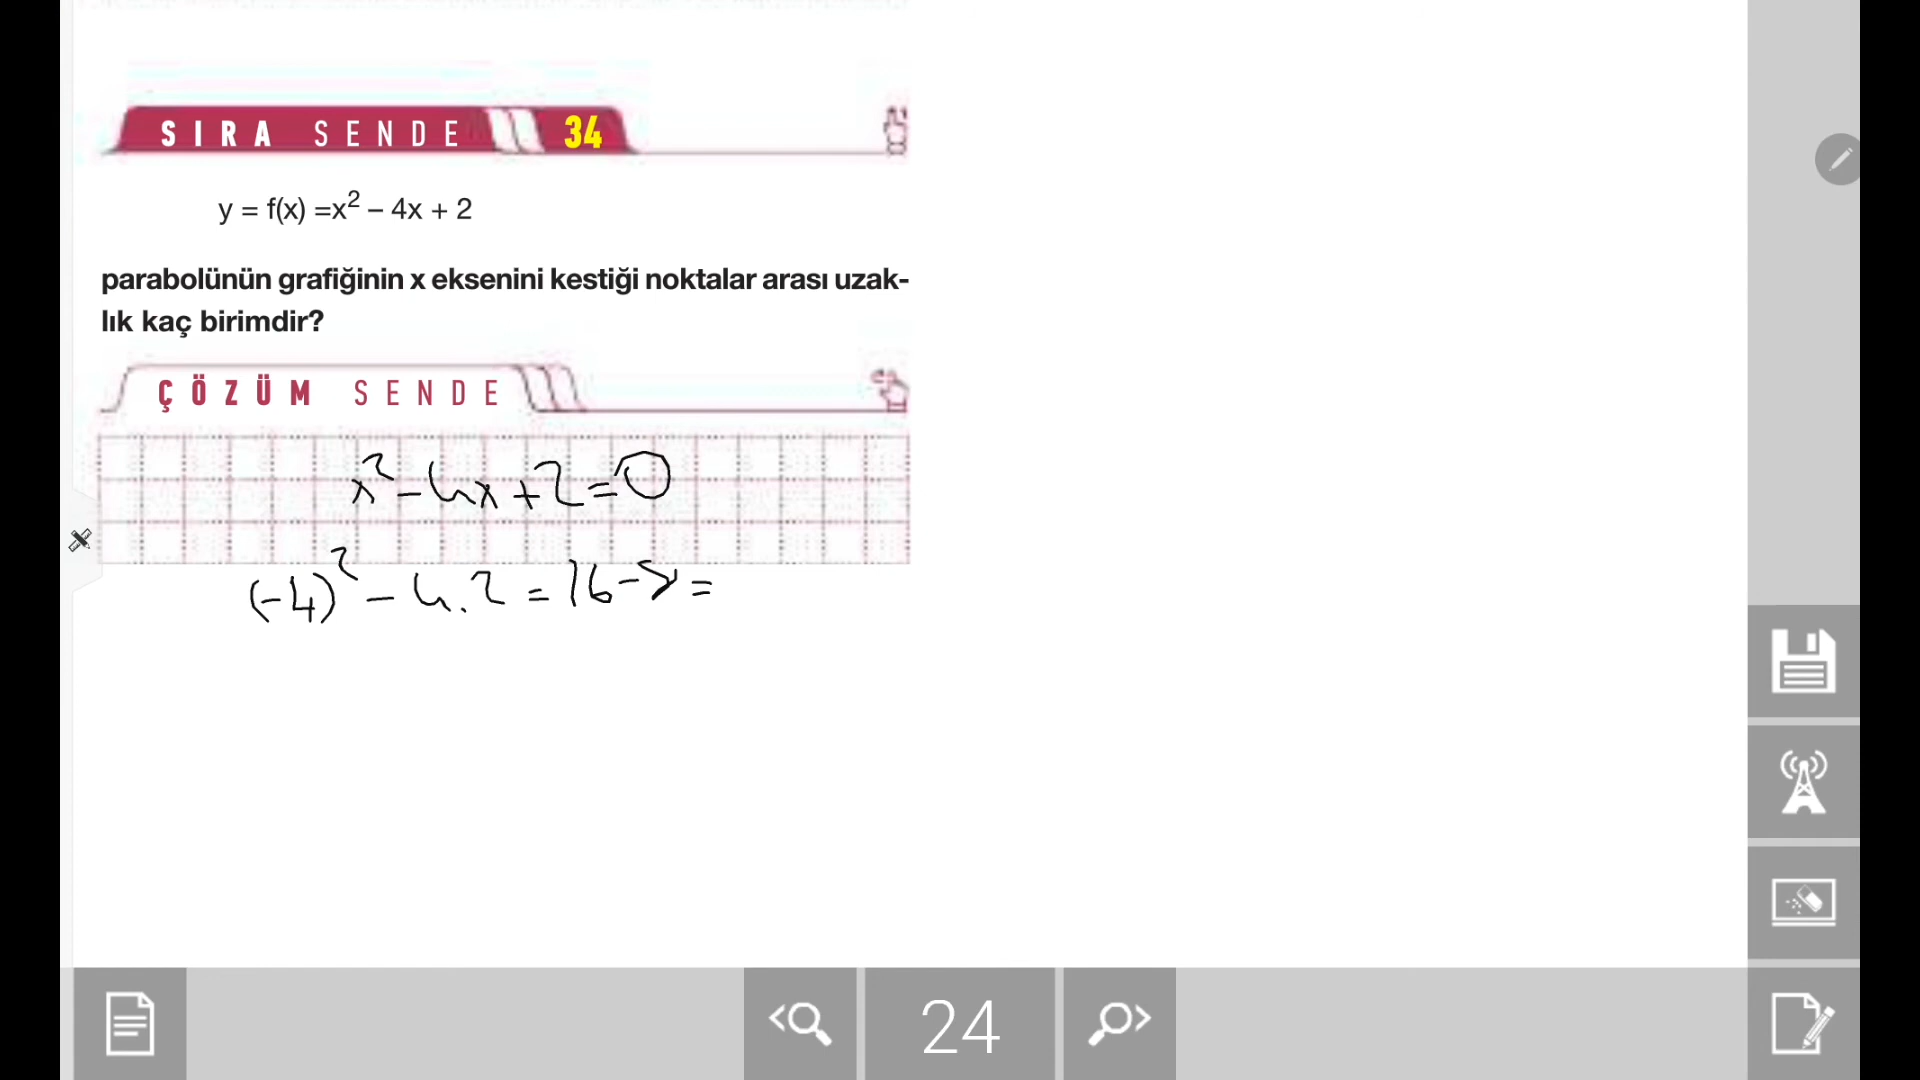 SIRA SENDE 34
y = f(x) =x² – 4x + 2
parabolünün grafiğinin x eksenini kestiği noktalar arası uzak-
lık kaç birimdir?
ÇÖZÜM SENDE
x² - 4x + 2 = 0
(-4)² - 4.2 = 16 - 8 =
24